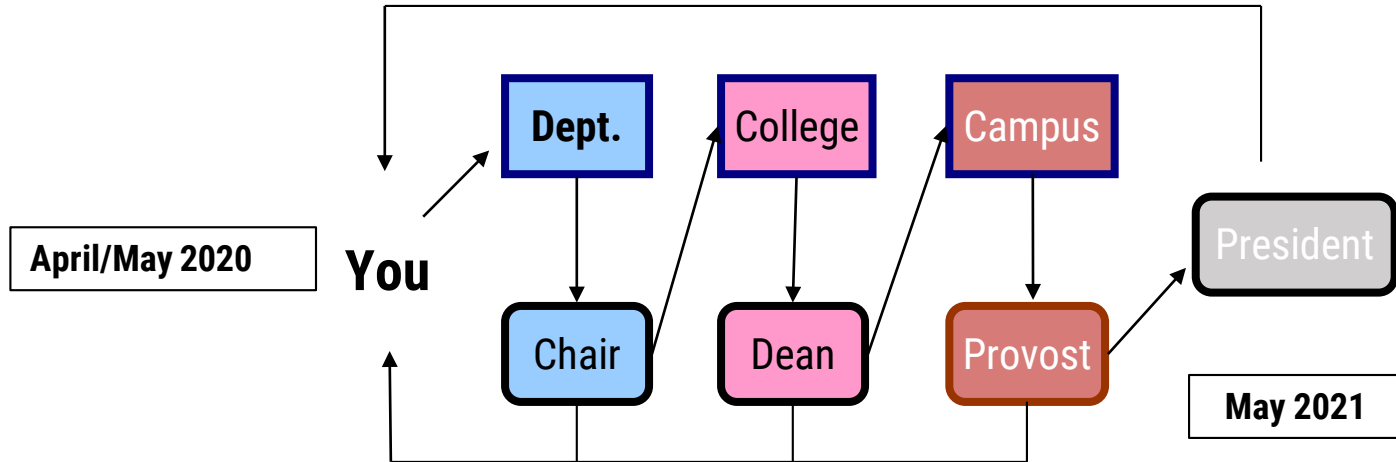 Dept.
College
Campus
April/May 2020
You
President
Chair
Dean
Provost
May 2021